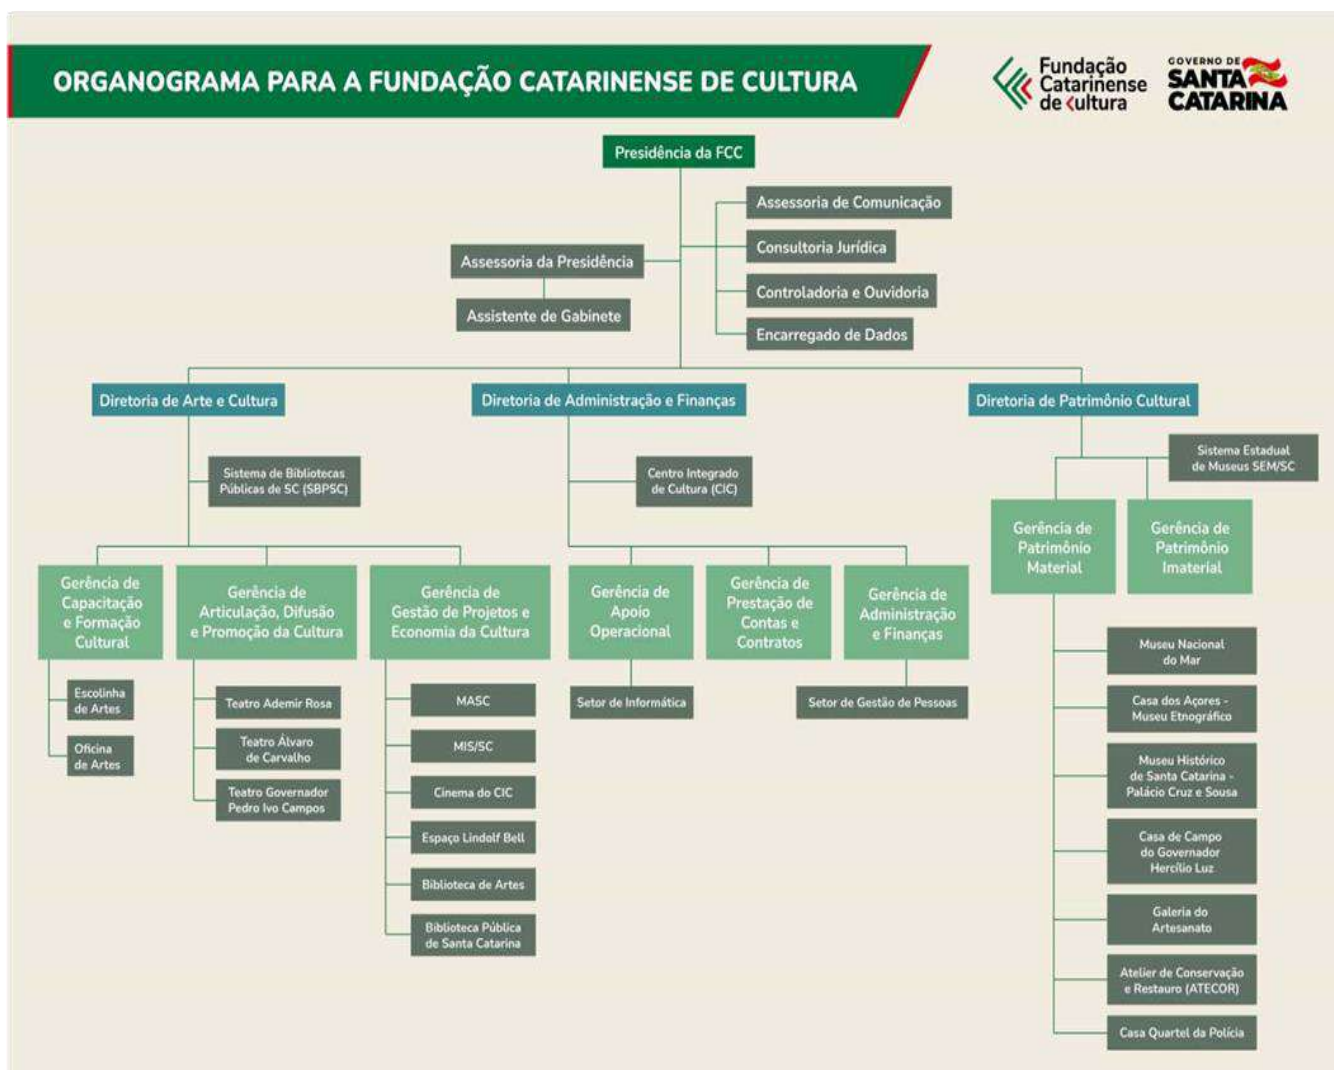 ORGANOGRAMA PARA A FUNDAÇÃO CATARINENSE DE CULTURA
Fundação
Catarinense
de cultura
GOVERNO DE
SANTA
CATARINA
Presidência da FCC
Assessoria de Comunicação
Consultoria Jurídica
Assessoria da Presidência
Controladoria e Ouvidoria
Assistente de Gabinete
Encarregado de Dados
Diretoria de Arte e Cultura
Diretoria de Administração e Finanças
Diretoria de Patrimônio Cultural
Sistema de Bibliotecas
Públicas de SC (SBPSC)
Centro Integrado
de Cultura (CIC)
Sistema Estadual
de Museus SEM/SC
Gerência de
Capacitação
e Formação
Cultural
Gerência de
Articulação, Difusão
e Promoção da Cultura
Gerência de
Gestão de Projetos e
Economia da Cultura
Gerência de
Apoio
Operacional
Gerência de
Prestação de
Contas e
Contratos
Gerência de
Administração
e Finanças
Gerência de
Patrimônio
Material
Gerência de
Patrimônio
Imaterial
Escolinha
de Artes
Oficina
de Artes
Teatro Ademir Rosa
Teatro Álvaro
de Carvalho
Teatro Governador
Pedro Ivo Campos
MASC
MIS/SC
Cinema do CIC
Espaço Lindolf Bell
Biblioteca de Artes
Biblioteca Pública
de Santa Catarina
Setor de Informática
Setor de Gestão de Pessoas
Museu Nacional
do Mar
Casa dos Açores -
Museu Etnográfico
Museu Histórico
de Santa Catarina -
Palácio Cruz e Sousa
Casa de Campo
do Governador
Hercílio Luz
Galeria do
Artesanato
Atelier de Conservação
e Restauro (ATECOR)
Casa Quartel da Polícia